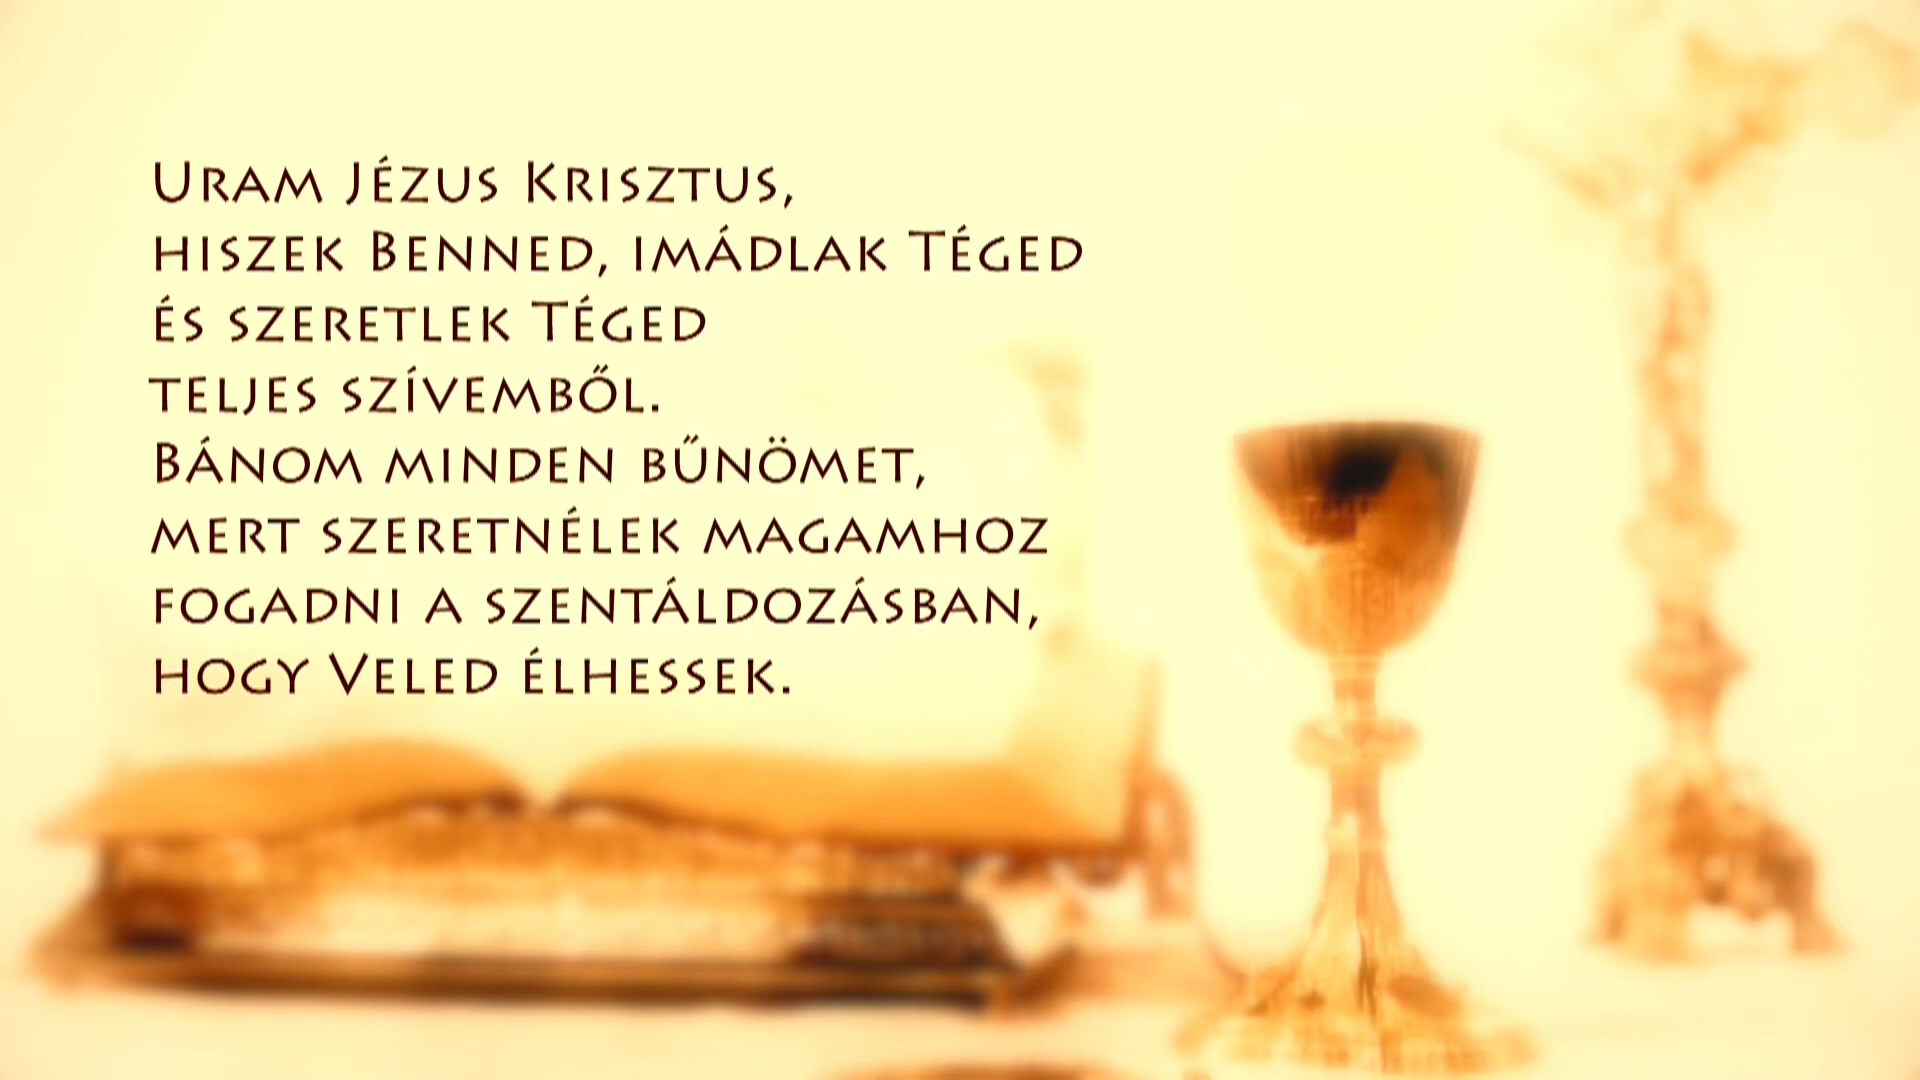 Uram Jézus Krisztus,
hiszek Benned, imádlak Téged
és szeretlek Téged
teljes szívemből.
Bánom minden bűnömet,
mert szeretnélek magamhoz
fogadni a szentáldozásban,
hogy Veled élhessek.